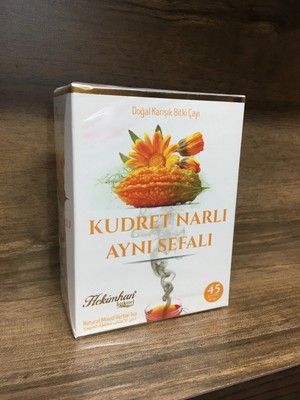 Doğal Karışık Bitki Çayı
KUDRET NARLI
AYNI SEFALI
Hekimhan
45
Natural Mixed Herbal Tea